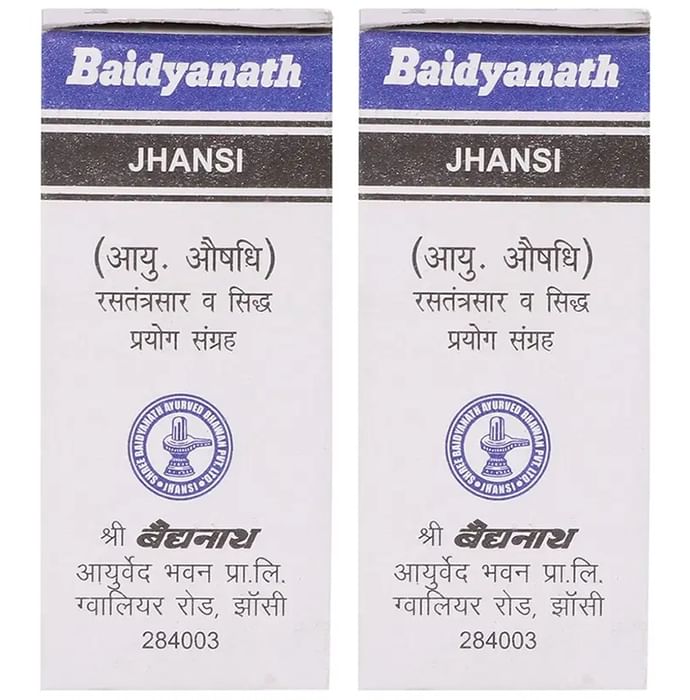 Baidyanath
JHANSI
(आयु. औषधि)
रसतंत्रसार व सिद्ध
प्रयोग संग्रह
SHREE BAIDYANATH AYURVED BHAWAN PVT. LTD.
JHANSI
श्री बैद्यनाथ
आयुर्वेद भवन प्रा.लि.
ग्वालियर रोड, झाँसी
284003
Baidyanath
JHANSI
(आयु. औषधि)
रसतंत्रसार व सिद्ध
प्रयोग संग्रह
SHREE BAIDYANATH AYURVED BHAWAN PVT. LTD.
JHANSI
श्री बैद्यनाथ
आयुर्वेद भवन प्रा.लि.
ग्वालियर रोड, झाँसी
284003